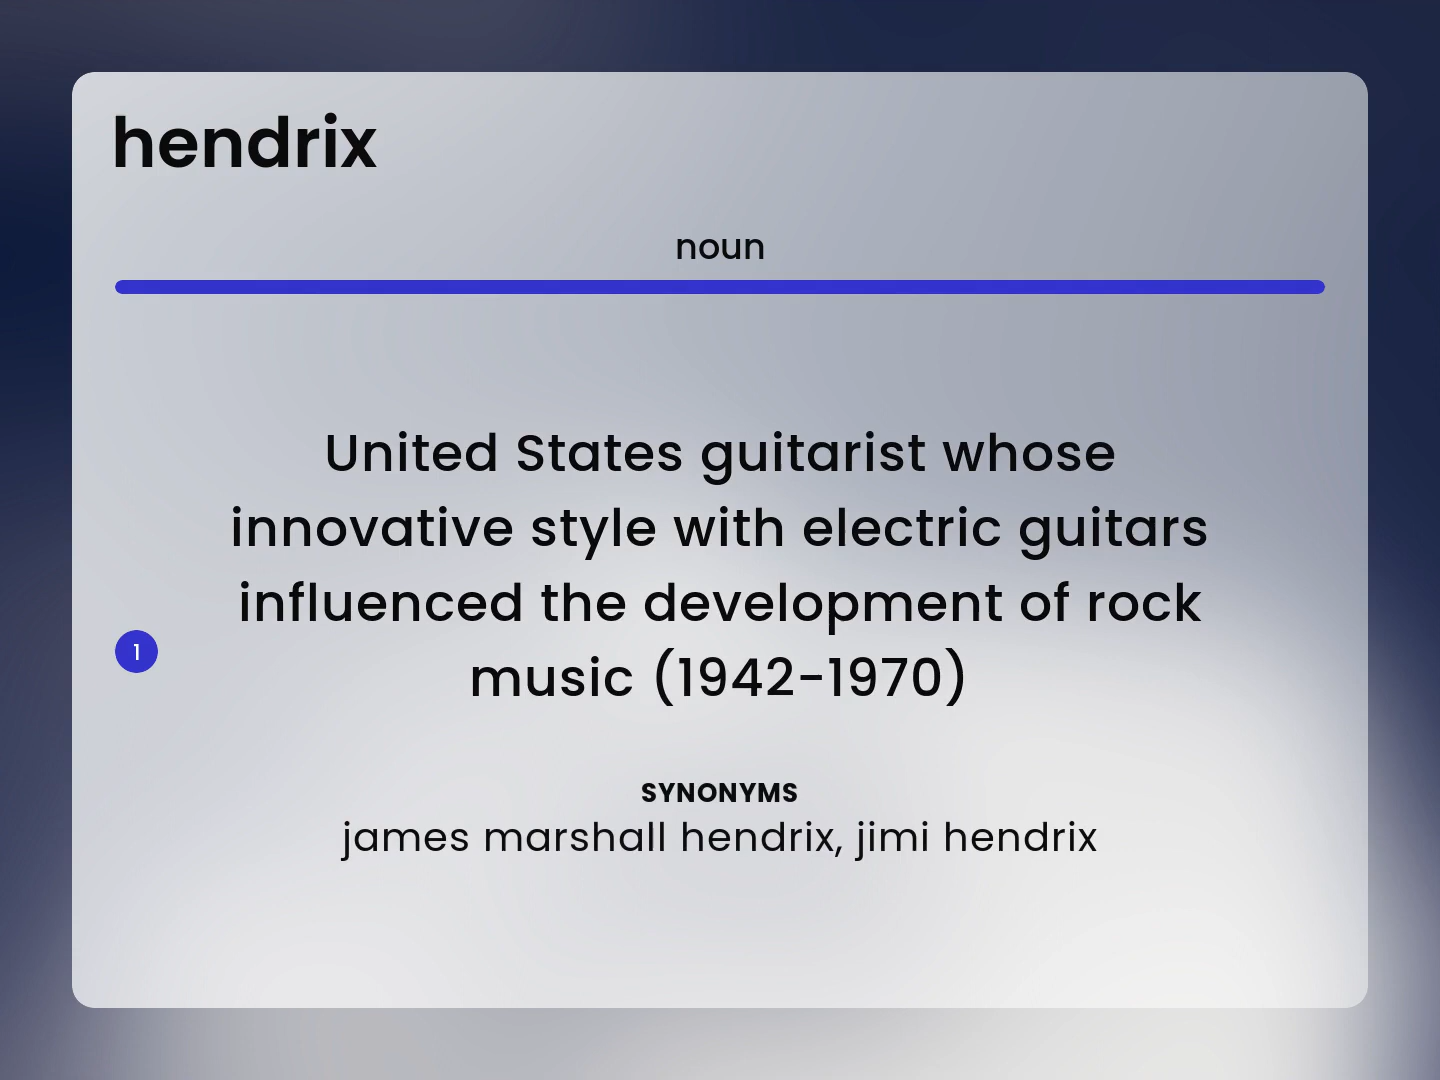 hendrix
noun
United States guitarist whose
innovative style with electric guitars
influenced the development of rock
1
music (1942-1970)
SYNONYMS
james marshall hendrix, jimi hendrix